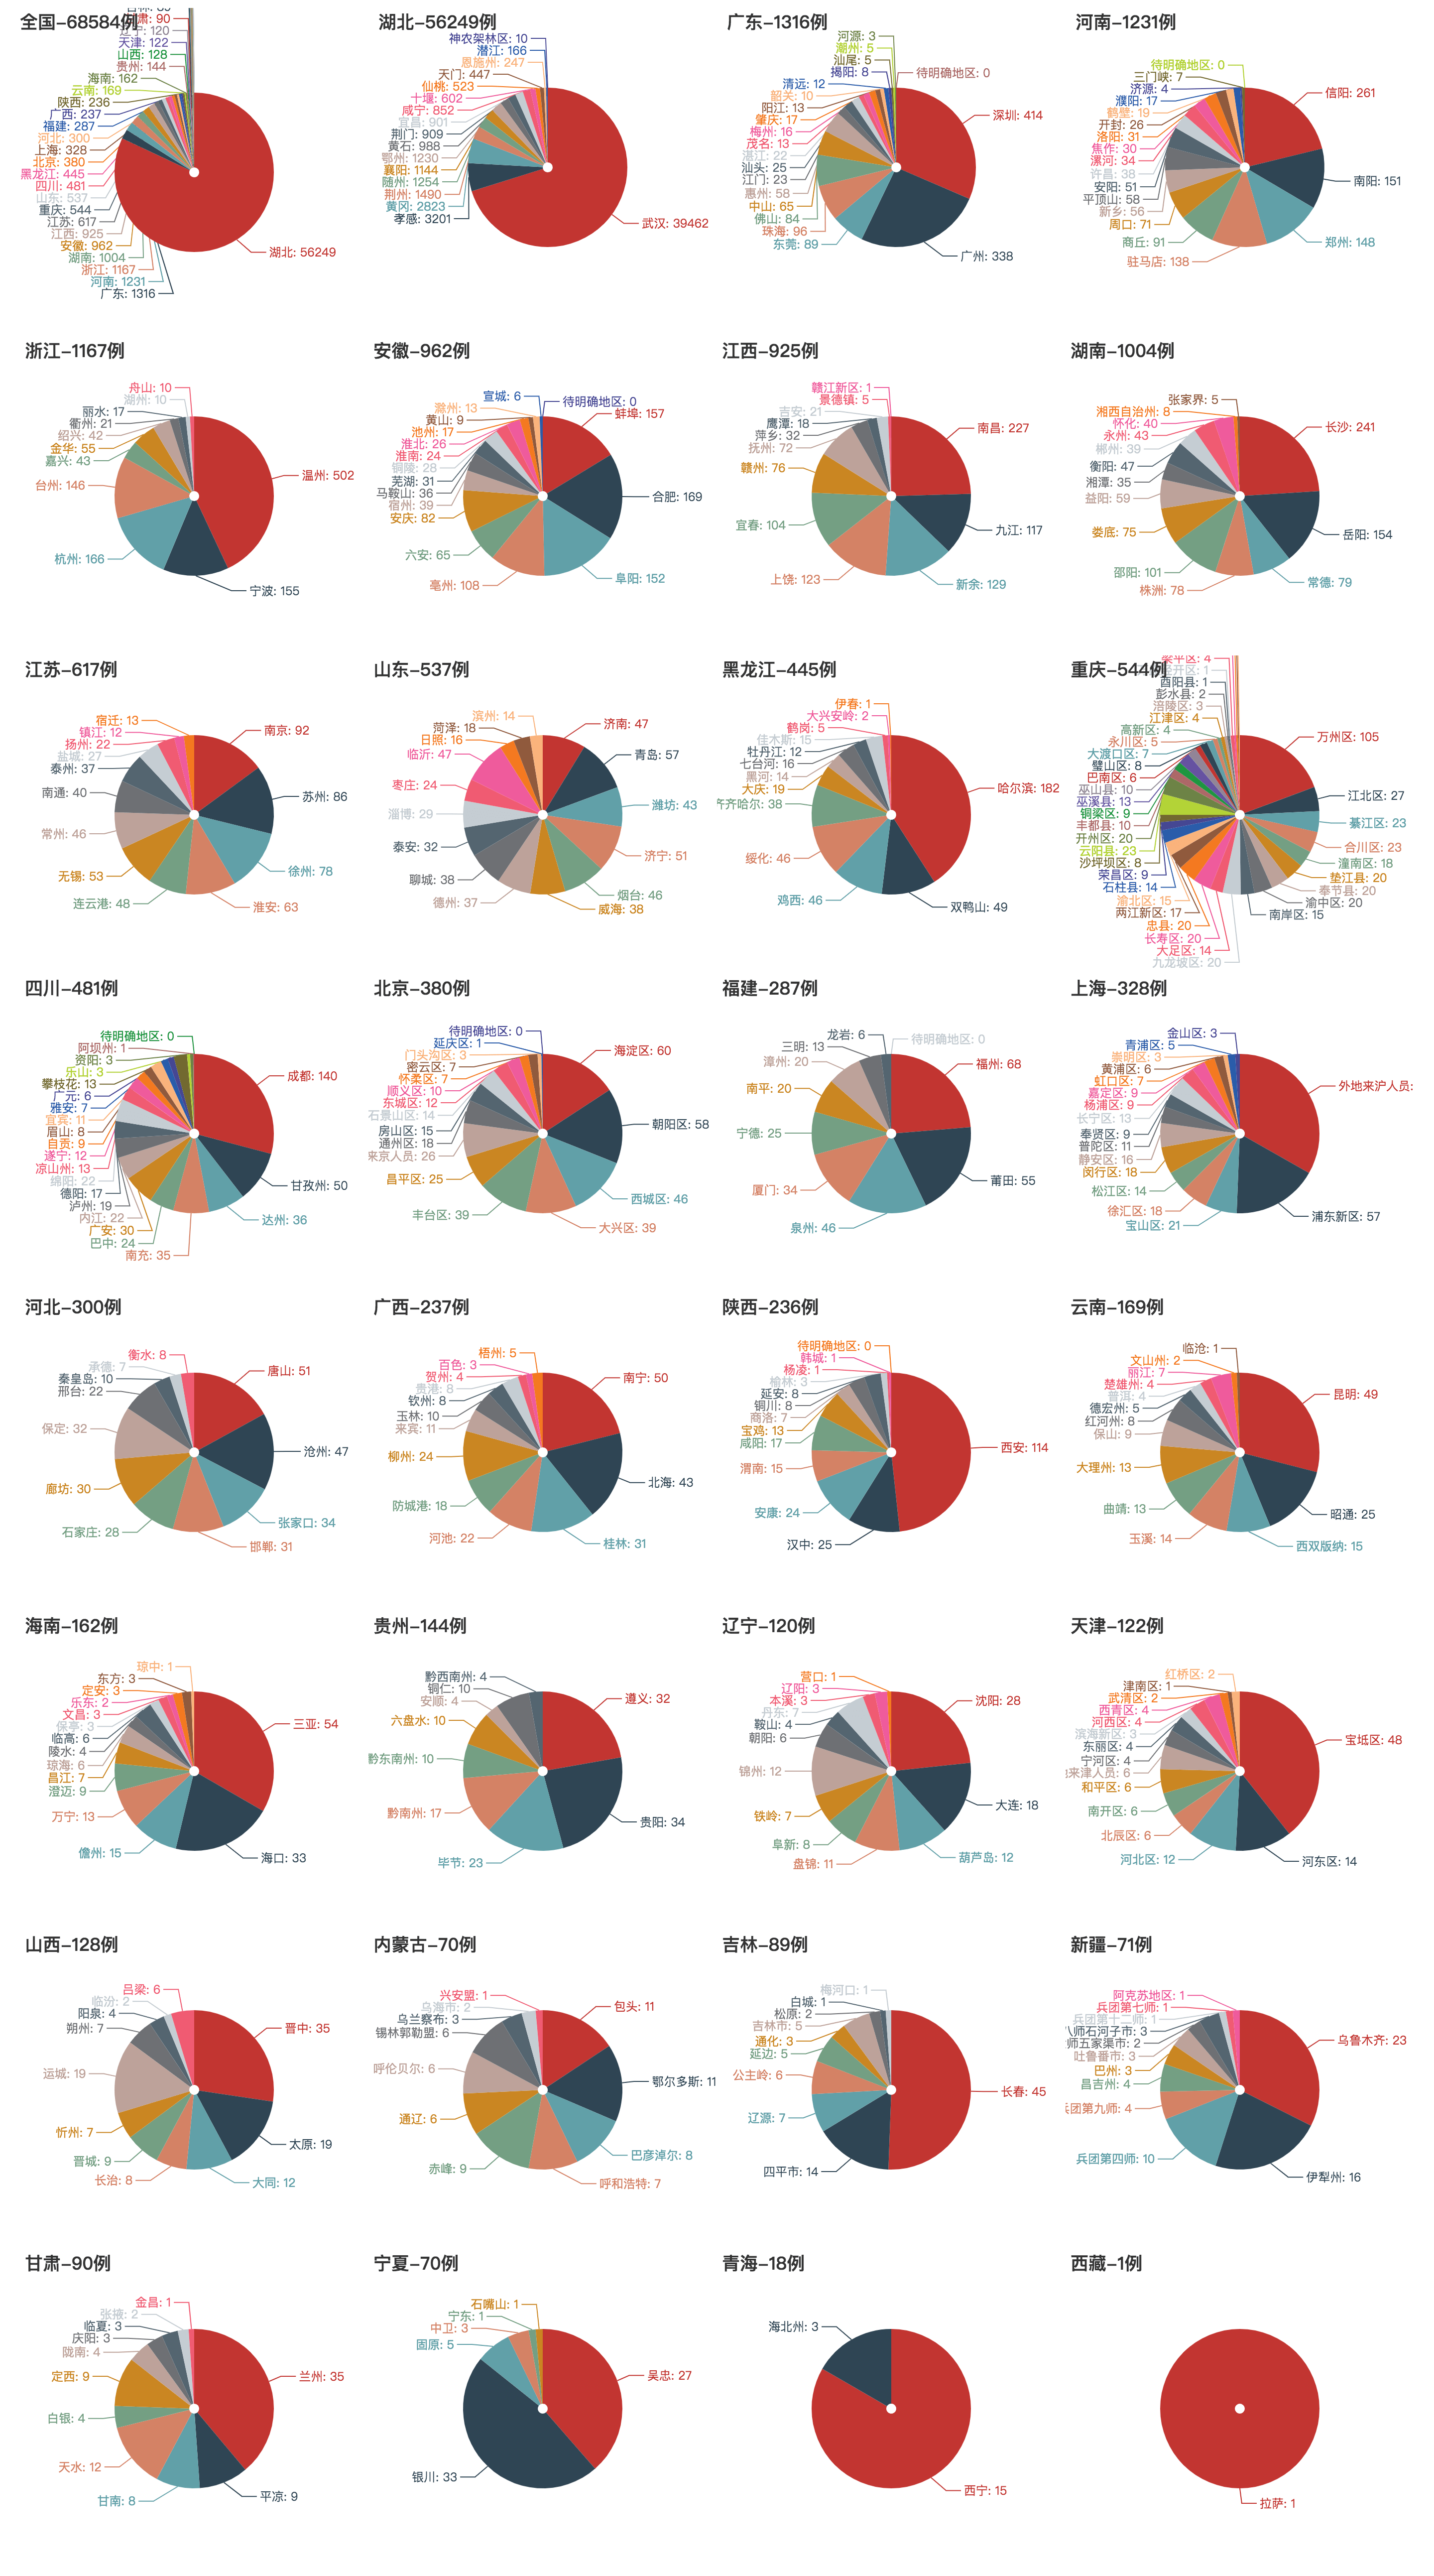 全国-68584例
甘肃: 90
辽宁: 120
天津: 122
山西: 128
贵州: 144
海南: 162
云南: 169
陕西: 236
广西: 237
福建: 287
河北: 300
上海: 328
北京: 380
黑龙江: 445
四川: 481
山东: 537
重庆: 544
江苏: 617
江西: 925
安徽: 962
湖南: 1004
浙江: 1167
河南: 1231
广东: 1316
湖北: 56249
湖北-56249例
神农架林区: 10
潜江: 166
恩施州: 247
天门: 447
仙桃: 523
十堰: 602
咸宁: 852
宜昌: 901
荆门: 909
黄石: 988
鄂州: 1230
襄阳: 1144
随州: 1254
荆州: 1490
黄冈: 2823
孝感: 3201
武汉: 39462
广东-1316例
河源: 3
潮州: 5
汕尾: 5
揭阳: 8
清远: 12
韶关: 10
阳江: 13
肇庆: 17
梅州: 16
茂名: 13
湛江: 22
汕头: 25
江门: 23
惠州: 58
中山: 65
佛山: 84
珠海: 96
东莞: 89
待明确地区: 0
深圳: 414
广州: 338
河南-1231例
待明确地区: 0
三门峡: 7
济源: 4
濮阳: 17
鹤壁: 19
开封: 26
洛阳: 31
焦作: 30
漯河: 34
许昌: 38
安阳: 51
平顶山: 58
新乡: 56
周口: 71
商丘: 91
驻马店: 138
信阳: 261
南阳: 151
郑州: 148
浙江-1167例
舟山: 10
湖州: 10
丽水: 17
衢州: 21
绍兴: 42
金华: 55
嘉兴: 43
台州: 146
杭州: 166
温州: 502
宁波: 155
安徽-962例
宣城: 6
滁州: 13
黄山: 9
池州: 17
淮北: 26
淮南: 24
铜陵: 28
芜湖: 31
马鞍山: 36
宿州: 39
安庆: 82
六安: 65
亳州: 108
待明确地区: 0
蚌埠: 157
合肥: 169
阜阳: 152
江西-925例
赣江新区: 1
景德镇: 5
吉安: 21
鹰潭: 18
萍乡: 32
抚州: 72
赣州: 76
宜春: 104
上饶: 123
南昌: 227
九江: 117
新余: 129
湖南-1004例
张家界: 5
湘西自治州: 8
怀化: 40
永州: 43
郴州: 39
衡阳: 47
湘潭: 35
益阳: 59
娄底: 75
邵阳: 101
株洲: 78
长沙: 241
岳阳: 154
常德: 79
江苏-617例
宿迁: 13
镇江: 12
扬州: 22
盐城: 27
泰州: 37
南通: 40
常州: 46
无锡: 53
连云港: 48
南京: 92
苏州: 86
徐州: 78
淮安: 63
山东-537例
滨州: 14
菏泽: 18
日照: 16
临沂: 47
枣庄: 24
淄博: 29
泰安: 32
聊城: 38
德州: 37
济南: 47
青岛: 57
潍坊: 43
济宁: 51
烟台: 46
威海: 38
黑龙江-445例
伊春: 1
大兴安岭: 2
鹤岗: 5
佳木斯: 15
牡丹江: 12
七台河: 16
黑河: 14
大庆: 19
齐齐哈尔: 38
绥化: 46
鸡西: 46
哈尔滨: 182
双鸭山: 49
重庆-544例
梁平区: 4
经开区: 1
酉阳县: 1
彭水县: 2
涪陵区: 3
江津区: 4
高新区: 4
永川区: 5
大渡口区: 7
璧山区: 8
巴南区: 6
巫山县: 10
巫溪县: 13
铜梁区: 9
丰都县: 10
开州区: 20
云阳县: 23
沙坪坝区: 8
荣昌区: 9
石柱县: 14
渝北区: 15
两江新区: 17
忠县: 20
长寿区: 20
大足区: 14
九龙坡区: 20
万州区: 105
江北区: 27
綦江区: 23
合川区: 23
潼南区: 18
垫江县: 20
奉节县: 20
渝中区: 20
南岸区: 15
四川-481例
待明确地区: 0
阿坝州: 1
资阳: 3
乐山: 3
攀枝花: 13
广元: 6
雅安: 7
宜宾: 11
眉山: 8
自贡: 9
遂宁: 12
凉山州: 13
绵阳: 22
德阳: 17
泸州: 19
内江: 22
广安: 30
巴中: 24
南充: 35
成都: 140
甘孜州: 50
达州: 36
北京-380例
待明确地区: 0
延庆区: 1
门头沟区: 3
密云区: 7
怀柔区: 7
顺义区: 10
东城区: 12
石景山区: 14
房山区: 15
通州区: 18
来京人员: 26
昌平区: 25
丰台区: 39
海淀区: 60
朝阳区: 58
西城区: 46
大兴区: 39
福建-287例
龙岩: 6
三明: 13
漳州: 20
南平: 20
宁德: 25
厦门: 34
泉州: 46
待明确地区: 0
福州: 68
莆田: 55
上海-328例
金山区: 3
青浦区: 5
崇明区: 3
黄浦区: 6
虹口区: 7
嘉定区: 9
杨浦区: 9
长宁区: 13
奉贤区: 9
普陀区: 11
静安区: 16
闵行区: 18
松江区: 14
徐汇区: 18
宝山区: 21
外地来沪人员:
浦东新区: 57
河北-300例
衡水: 8
承德: 7
秦皇岛: 10
邢台: 22
保定: 32
廊坊: 30
石家庄: 28
唐山: 51
沧州: 47
张家口: 34
邯郸: 31
广西-237例
梧州: 5
百色: 3
贺州: 4
贵港: 8
钦州: 8
玉林: 10
来宾: 11
柳州: 24
防城港: 18
河池: 22
南宁: 50
北海: 43
桂林: 31
陕西-236例
待明确地区: 0
韩城: 1
杨凌: 1
榆林: 3
延安: 8
铜川: 8
商洛: 7
宝鸡: 13
咸阳: 17
渭南: 15
安康: 24
汉中: 25
西安: 114
云南-169例
临沧: 1
文山州: 2
丽江: 7
楚雄州: 4
普洱: 4
德宏州: 5
红河州: 8
保山: 9
大理州: 13
曲靖: 13
玉溪: 14
昆明: 49
昭通: 25
西双版纳: 15
海南-162例
琼中: 1
东方: 3
定安: 3
乐东: 2
文昌: 3
保亭: 3
临高: 6
陵水: 4
琼海: 6
昌江: 7
澄迈: 9
万宁: 13
儋州: 15
三亚: 54
海口: 33
贵州-144例
黔西南州: 4
铜仁: 10
安顺: 4
六盘水: 10
黔东南州: 10
黔南州: 17
毕节: 23
遵义: 32
贵阳: 34
辽宁-120例
营口: 1
辽阳: 3
本溪: 3
丹东: 7
鞍山: 4
朝阳: 6
锦州: 12
铁岭: 7
阜新: 8
盘锦: 11
沈阳: 28
大连: 18
葫芦岛: 12
天津-122例
红桥区: 2
津南区: 1
武清区: 2
西青区: 4
河西区: 4
滨海新区: 3
东丽区: 4
宁河区: 4
来津人员: 6
和平区: 6
南开区: 6
北辰区: 6
河北区: 12
宝坻区: 48
河东区: 14
山西-128例
吕梁: 6
临汾: 2
阳泉: 4
朔州: 7
运城: 19
忻州: 7
晋城: 9
长治: 8
晋中: 35
太原: 19
大同: 12
内蒙古-70例
兴安盟: 1
乌海市: 2
乌兰察布: 3
锡林郭勒盟: 6
呼伦贝尔: 6
通辽: 6
赤峰: 9
包头: 11
鄂尔多斯: 11
巴彦淖尔: 8
呼和浩特: 7
吉林-89例
梅河口: 1
白城: 1
松原: 2
吉林市: 5
通化: 3
延边: 5
公主岭: 6
辽源: 7
四平市: 14
长春: 45
新疆-71例
阿克苏地区: 1
兵团第七师: 1
兵团第十二师: 1
八师石河子市: 3
师五家渠市: 2
吐鲁番市: 3
巴州: 3
昌吉州: 4
兵团第九师: 4
兵团第四师: 10
乌鲁木齐: 23
伊犁州: 16
甘肃-90例
金昌: 1
张掖: 2
临夏: 3
庆阳: 3
陇南: 4
定西: 9
白银: 4
天水: 12
甘南: 8
兰州: 35
平凉: 9
宁夏-70例
石嘴山: 1
宁东: 1
中卫: 3
固原: 5
吴忠: 27
银川: 33
青海-18例
海北州: 3
西宁: 15
西藏-1例
拉萨: 1